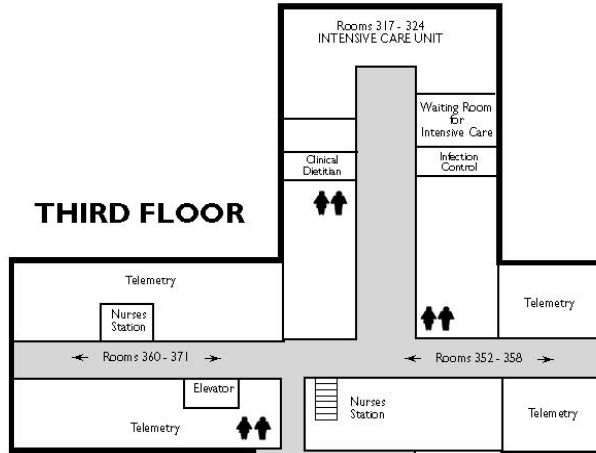 Rooms 317 - 324
INTENSIVE CARE UNIT
Waiting Room
for
Intensive Care
Clinical
Dietitian
Infection
Control
THIRD FLOOR
Telemetry
Nurses
Station
Telemetry
Rooms 360 - 371
Rooms 352 - 358
Elevator
Telemetry
Nurses
Station
Telemetry